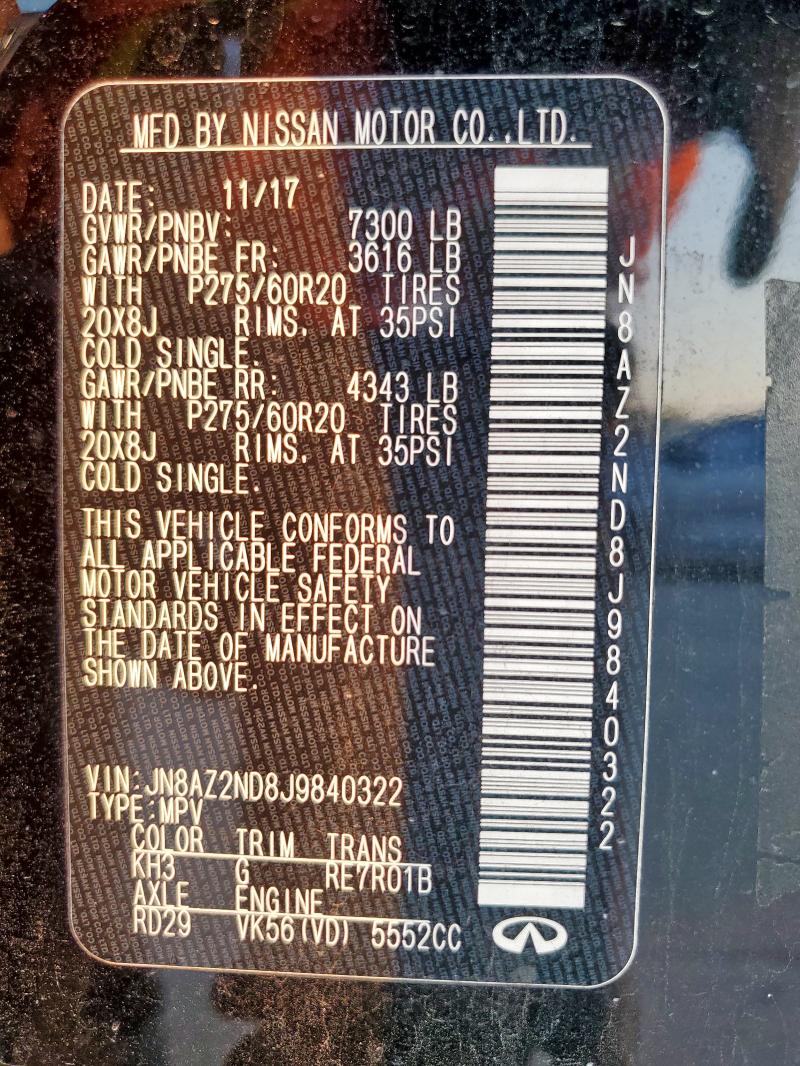 MFD BY NISSAN MOTOR CO.,LTD.
DATE: 11/17
GVWR/PNBV: 7300 LB
GAWR/PNBE FR: 3616 LB
WITH P275/60R20 TIRES
20X8J RIMS, AT 35PSI
COLD SINGLE.
GAWR/PNBE RR: 4343 LB
WITH P275/60R20 TIRES
20X8J RIMS, AT 35PSI
COLD SINGLE.
THIS VEHICLE CONFORMS TO
ALL APPLICABLE FEDERAL
MOTOR VEHICLE SAFETY
STANDARDS IN EFFECT ON
THE DATE OF MANUFACTURE
SHOWN ABOVE.
VIN:JN8AZ2ND8J9840322
TYPE:MPV
COLOR TRIM TRANS
KH3 G RE7R01B
AXLE ENGINE
RD29 VK56(VD) 5552CC
JN8AZ2ND8J9840322